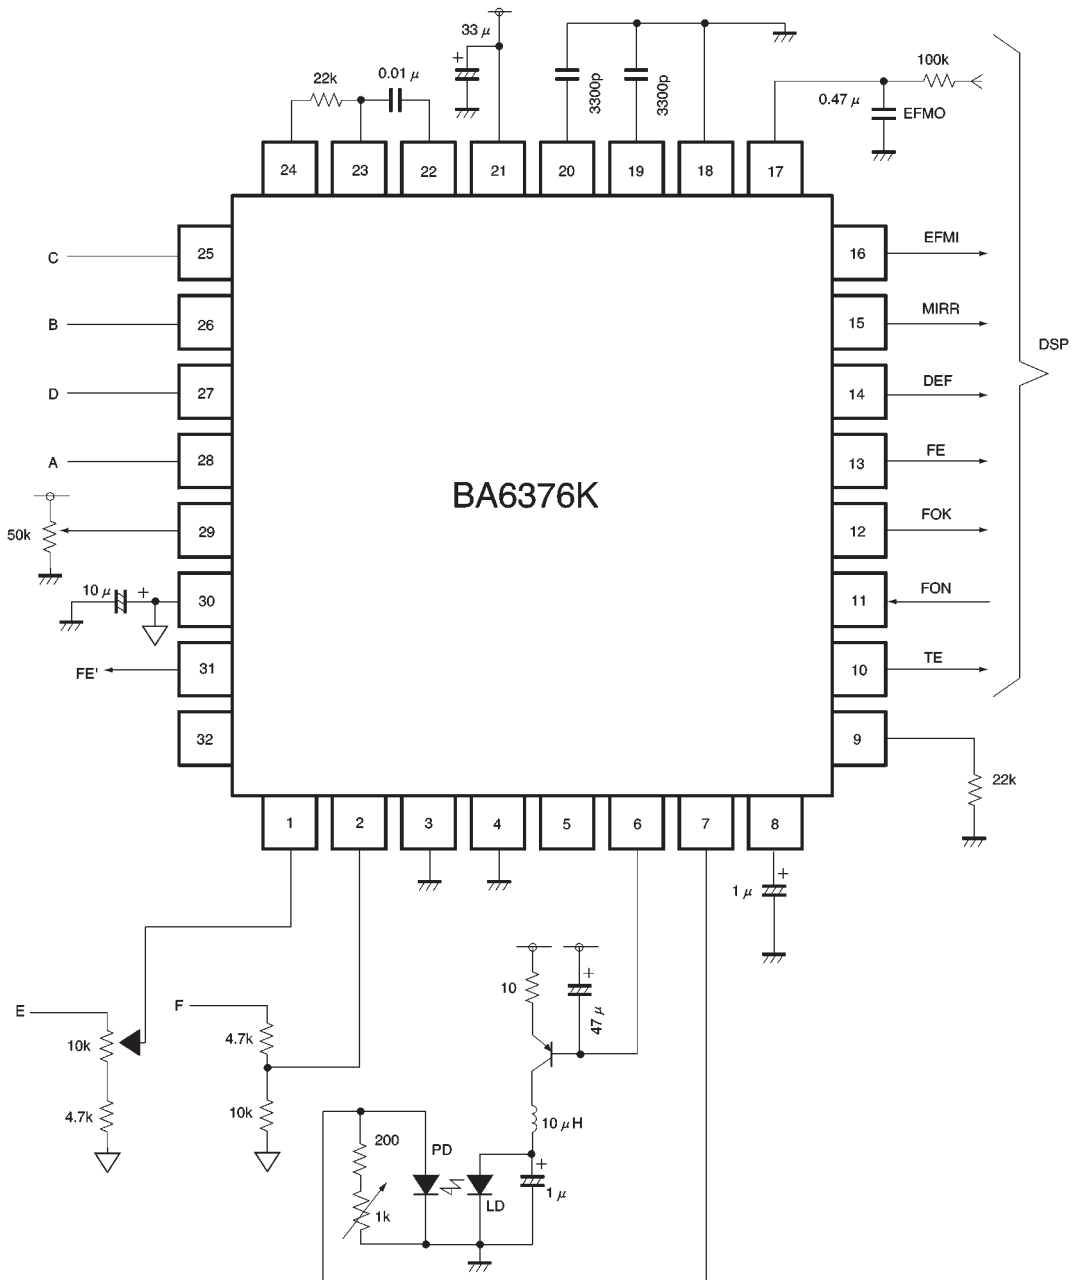 33 μ
22k
0.01 μ
3300p
3300p
100k
0.47 μ
EFMO
24
23
22
21
20
19
18
17
C
25
16
EFMI
B
26
15
MIRR
DSP
D
27
14
DEF
A
28
13
FE
50k
29
12
FOK
10 μ
30
11
FON
FE'
31
10
TE
32
9
22k
BA6376K
1
2
3
4
5
6
7
8
1 μ
E
10k
4.7k
F
4.7k
10k
10
47 μ
10 μH
200
PD
1k
LD
1 μ
+
+
+
+
+